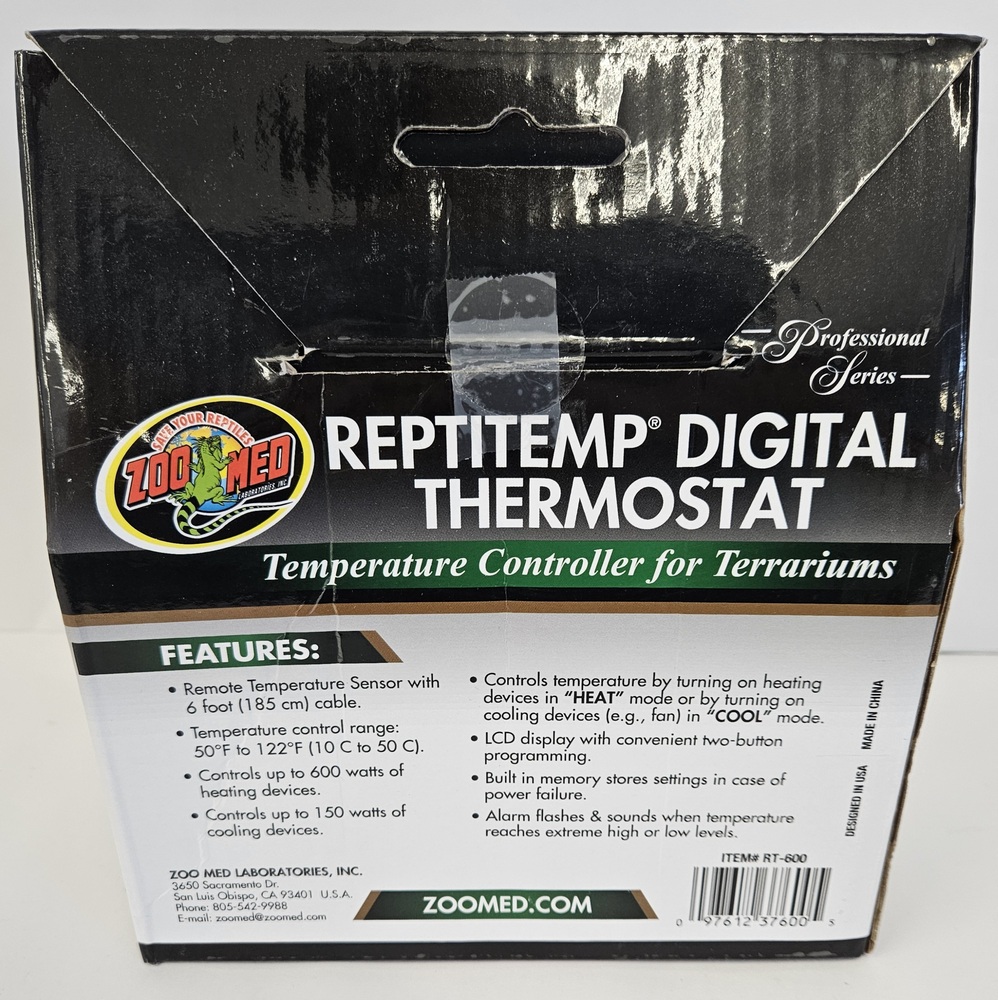 Professional
Series
SAVE YOUR REPTILES
ZOO MED
LABORATORIES, INC.
REPTITEMP® DIGITAL
THERMOSTAT
Temperature Controller for Terrariums
FEATURES:
• Remote Temperature Sensor with
6 foot (185 cm) cable.
• Temperature control range:
50°F to 122°F (10 C to 50 C).
• Controls up to 600 watts of
heating devices.
• Controls up to 150 watts of
cooling devices.
• Controls temperature by turning on heating
devices in "HEAT" mode or by turning on
cooling devices (e.g., fan) in "COOL" mode.
• LCD display with convenient two-button
programming.
• Built in memory stores settings in case of
power failure.
• Alarm flashes & sounds when temperature
reaches extreme high or low levels.
DESIGNED IN USA MADE IN CHINA
ZOO MED LABORATORIES, INC.
3650 Sacramento Dr.
San Luis Obispo, CA 93401 U.S.A.
Phone: 805-542-9988
E-mail: zoomed@zoomed.com
ZOOMED.COM
ITEM# RT-600
0 97612 37600 5